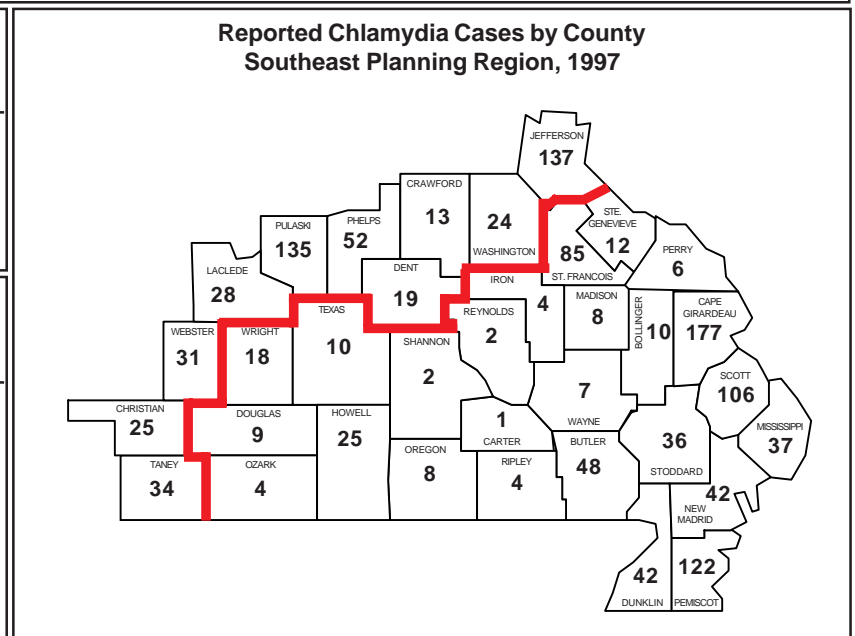 Reported Chlamydia Cases by County
Southeast Planning Region, 1997
JEFFERSON
137
CRAWFORD
13
24
WASHINGTON
PHELPS
52
PULASKI
135
STE.
GENEVIEVE
12
85
ST. FRANCOIS
PERRY
6
LACLEDE
28
DENT
19
IRON
4
TEXAS
10
REYNOLDS
2
MADISON
8
BOLLINGER
10
CAPE
GIRARDEAU
177
WEBSTER
31
WRIGHT
18
SHANNON
2
SCOTT
106
7
WAYNE
CHRISTIAN
25
DOUGLAS
9
HOWELL
25
1
CARTER
36
STODDARD
MISSISSIPPI
37
TANEY
34
OZARK
4
OREGON
8
RIPLEY
4
BUTLER
48
42
NEW
MADRID
42
DUNKLIN
122
PEMISCOT